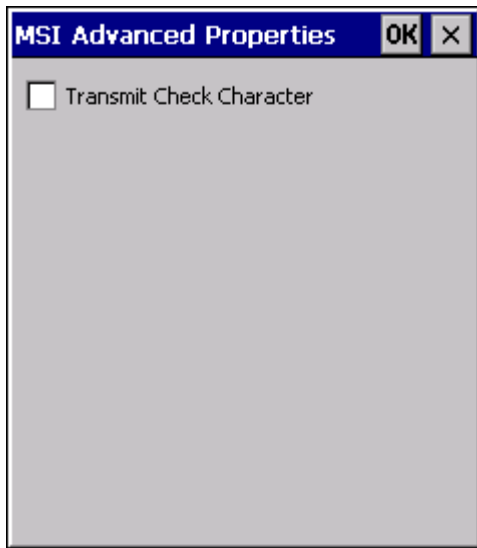 MSI Advanced Properties OK ×
Transmit Check Character